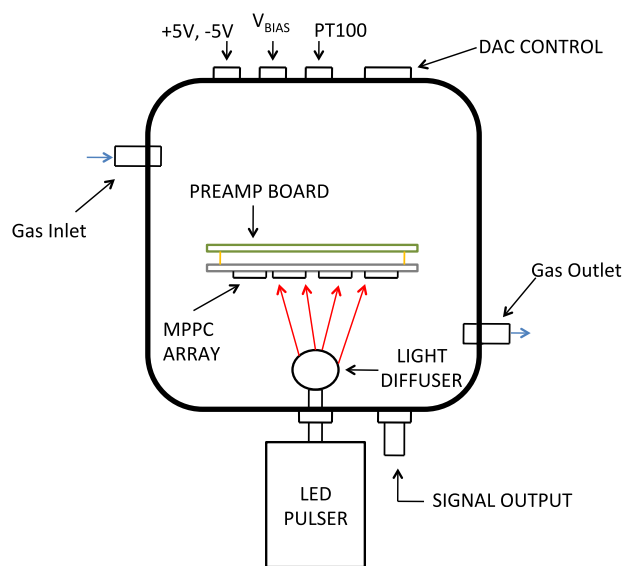 +5V, -5V
VBIAS
PT100
DAC CONTROL
Gas Inlet
PREAMP BOARD
Gas Outlet
MPPC
ARRAY
LIGHT
DIFFUSER
LED
PULSER
SIGNAL OUTPUT